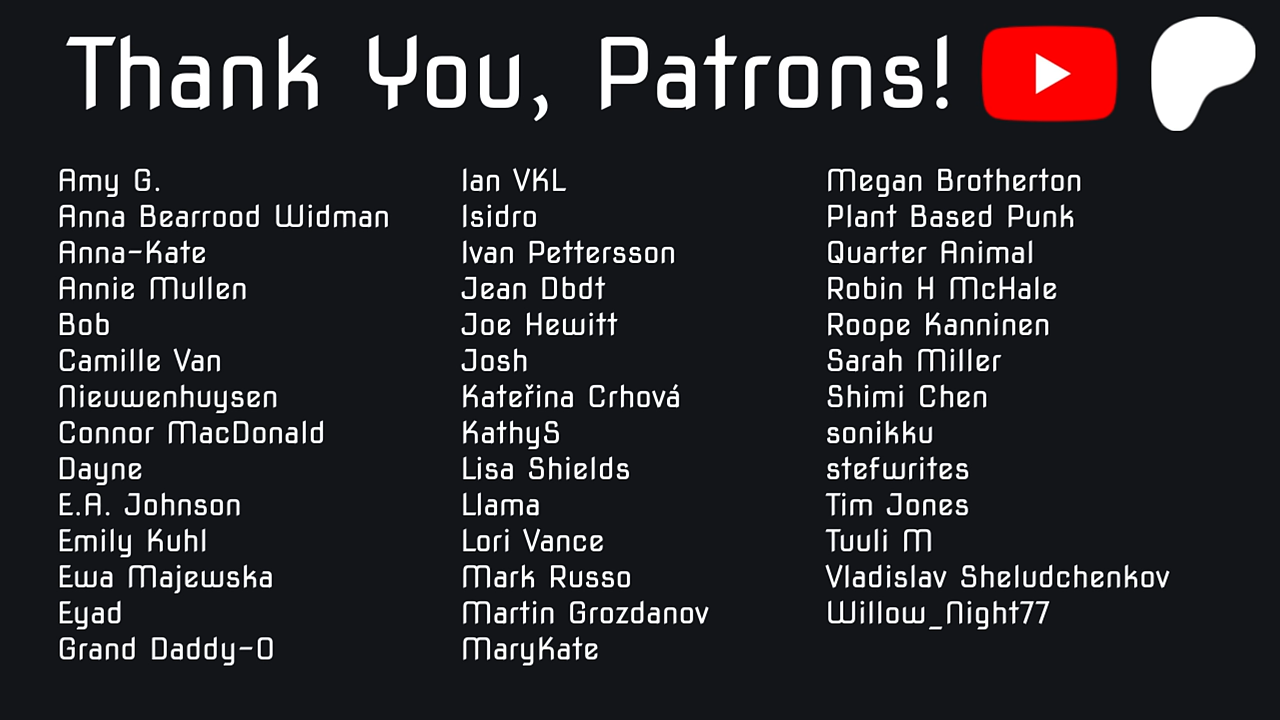 Thank You, Patrons!
Amy G.
Anna Bearrood Widman
Anna-Kate
Annie Mullen
Bob
Camille Van
Nieuwenhuysen
Connor MacDonald
Dayne
E.A. Johnson
Emily Kuhl
Ewa Majewska
Eyad
Grand Daddy-O
Ian VKL
Isidro
Ivan Pettersson
Jean Dbdt
Joe Hewitt
Josh
Kateřina Crhová
KathyS
Lisa Shields
Llama
Lori Vance
Mark Russo
Martin Grozdanov
MaryKate
Megan Brotherton
Plant Based Punk
Quarter Animal
Robin H McHale
Roope Kanninen
Sarah Miller
Shimi Chen
sonikku
stefwrites
Tim Jones
Tuuli M
Vladislav Sheludchenkov
Willow_Night77